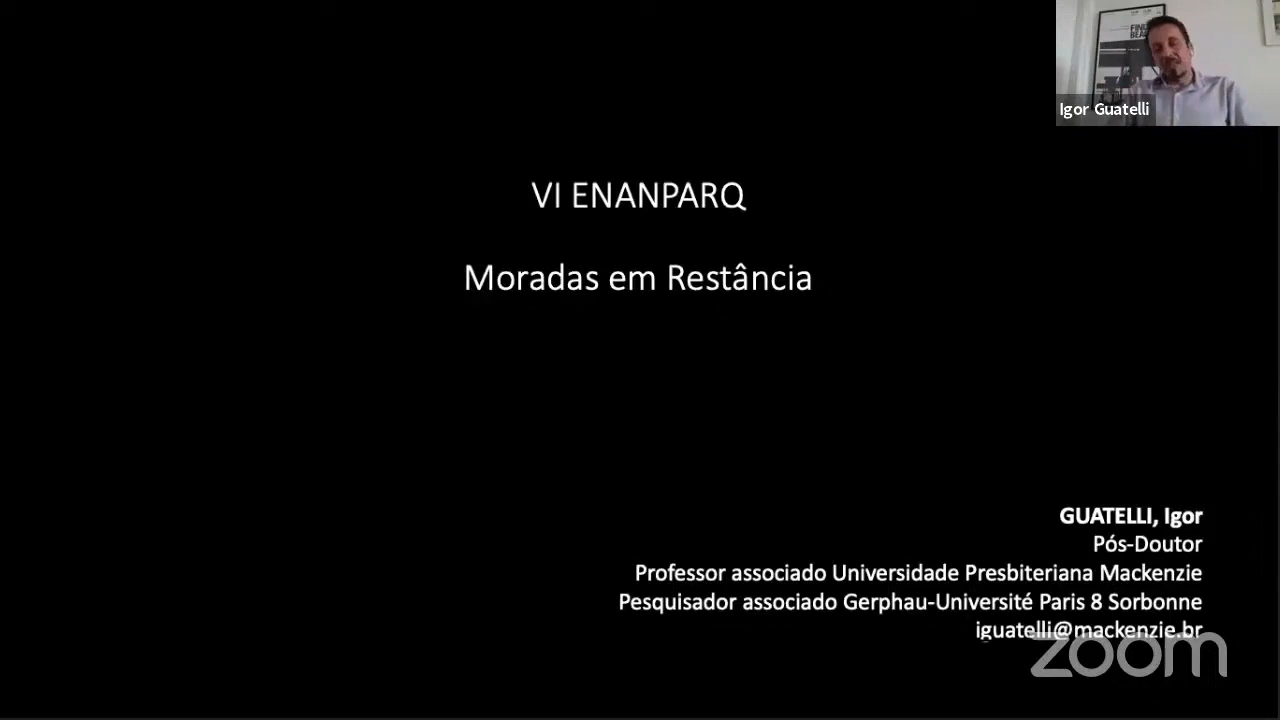 Igor Guatelli
VI ENANPARQ
Moradas em Restância
GUATELLI, Igor
Pós-Doutor
Professor associado Universidade Presbiteriana Mackenzie
Pesquisador associado Gerphau-Université Paris 8 Sorbonne
iguatelli@mackenzie.br
zoom